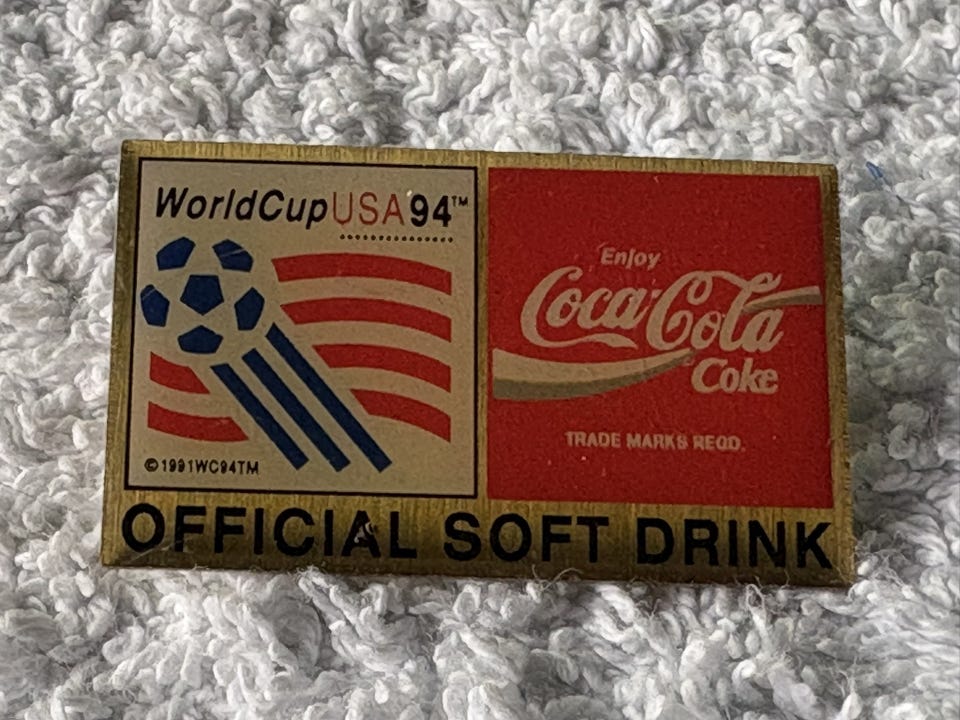 WorldCupUSA94™
©1991WC94TM
Enjoy
Coca-Cola
Coke
TRADE MARKS REGD.
OFFICIAL SOFT DRINK